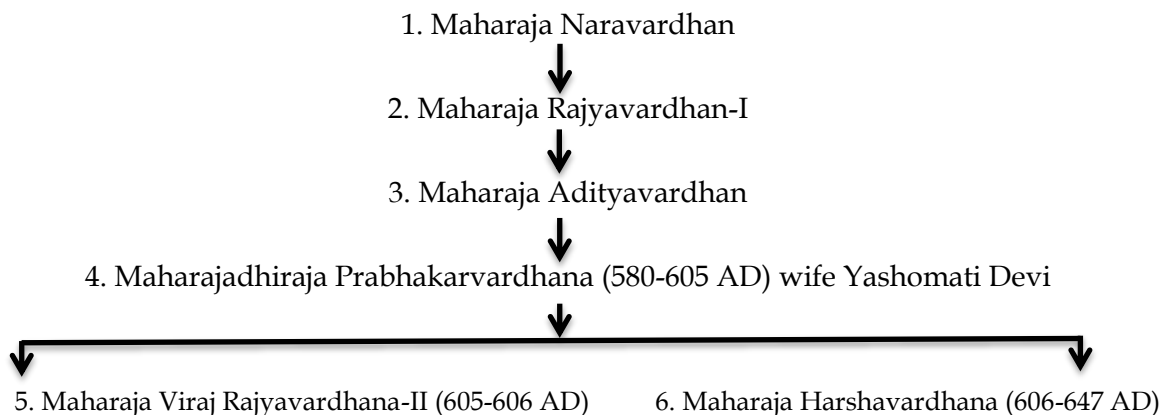 1. Maharaja Naravardhan
2. Maharaja Rajyavardhan-I
3. Maharaja Adityavardhan
4. Maharajadhiraja Prabhakarvardhana (580-605 AD) wife Yashomati Devi
5. Maharaja Viraj Rajyavardhana-II (605-606 AD) 6. Maharaja Harshavardhana (606-647 AD)